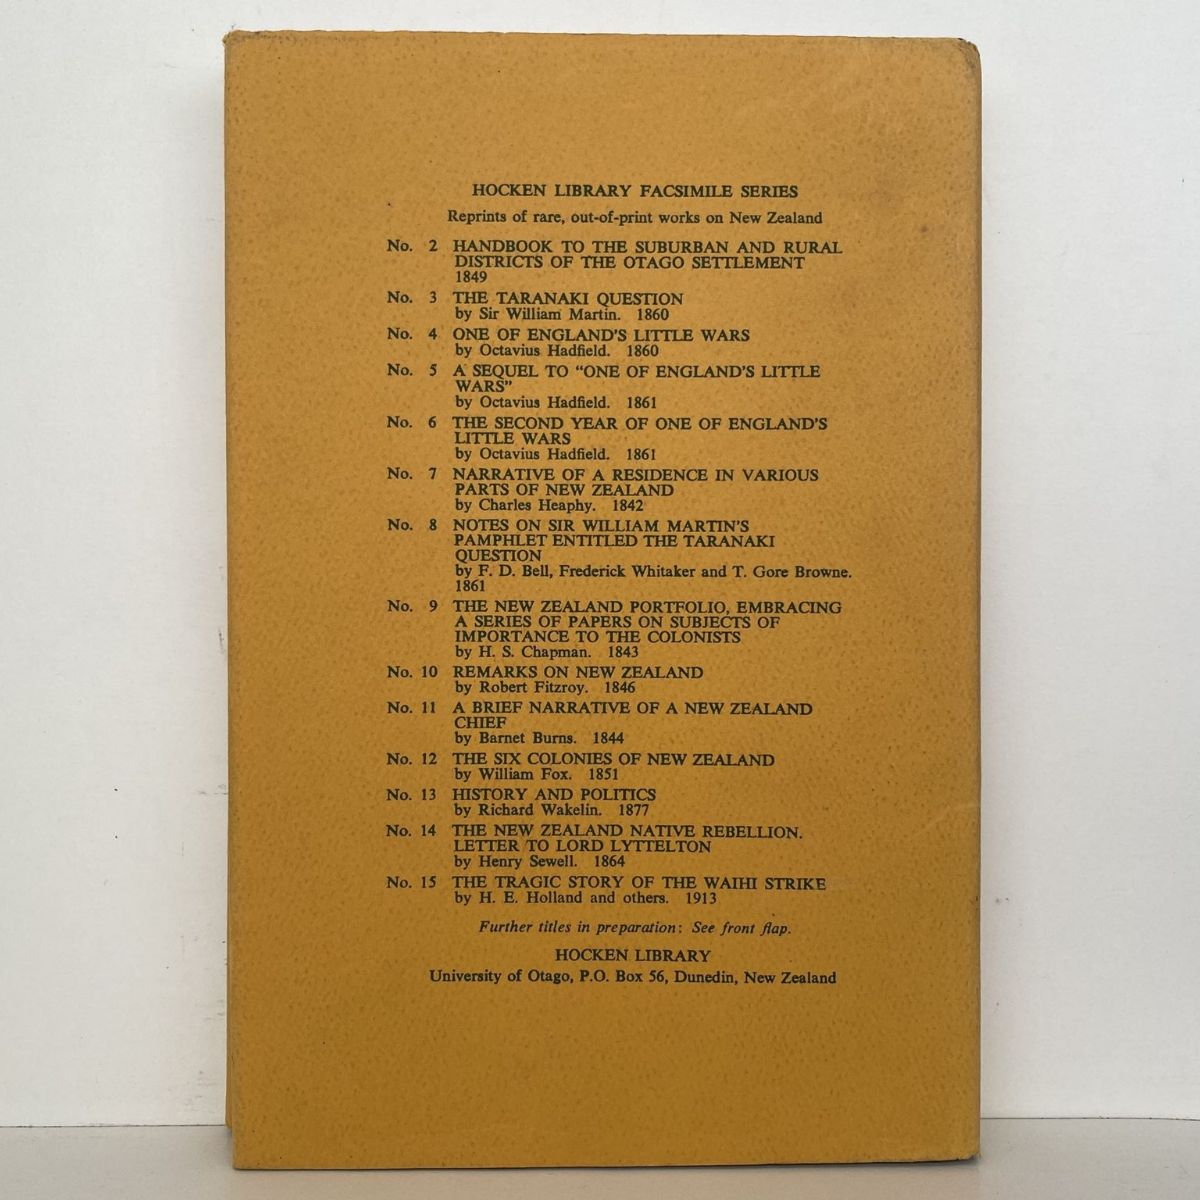 HOCKEN LIBRARY FACSIMILE SERIES
Reprints of rare, out-of-print works on New Zealand
No. 2 HANDBOOK TO THE SUBURBAN AND RURAL
DISTRICTS OF THE OTAGO SETTLEMENT
1849
No. 3 THE TARANAKI QUESTION
by Sir William Martin. 1860
No. 4 ONE OF ENGLAND'S LITTLE WARS
by Octavius Hadfield. 1860
No. 5 A SEQUEL TO "ONE OF ENGLAND'S LITTLE
WARS"
by Octavius Hadfield. 1861
No. 6 THE SECOND YEAR OF ONE OF ENGLAND'S
LITTLE WARS
by Octavius Hadfield. 1861
No. 7 NARRATIVE OF A RESIDENCE IN VARIOUS
PARTS OF NEW ZEALAND
by Charles Heaphy. 1842
No. 8 NOTES ON SIR WILLIAM MARTIN'S
PAMPHLET ENTITLED THE TARANAKI
QUESTION
by F. D. Bell, Frederick Whitaker and T. Gore Browne.
1861
No. 9 THE NEW ZEALAND PORTFOLIO, EMBRACING
A SERIES OF PAPERS ON SUBJECTS OF
IMPORTANCE TO THE COLONISTS
by H. S. Chapman. 1843
No. 10 REMARKS ON NEW ZEALAND
by Robert Fitzroy. 1846
No. 11 A BRIEF NARRATIVE OF A NEW ZEALAND
CHIEF
by Barnet Burns. 1844
No. 12 THE SIX COLONIES OF NEW ZEALAND
by William Fox. 1851
No. 13 HISTORY AND POLITICS
by Richard Wakelin. 1877
No. 14 THE NEW ZEALAND NATIVE REBELLION.
LETTER TO LORD LYTTELTON
by Henry Sewell. 1864
No. 15 THE TRAGIC STORY OF THE WAIHI STRIKE
by H. E. Holland and others. 1913
Further titles in preparation: See front flap.
HOCKEN LIBRARY
University of Otago, P.O. Box 56, Dunedin, New Zealand